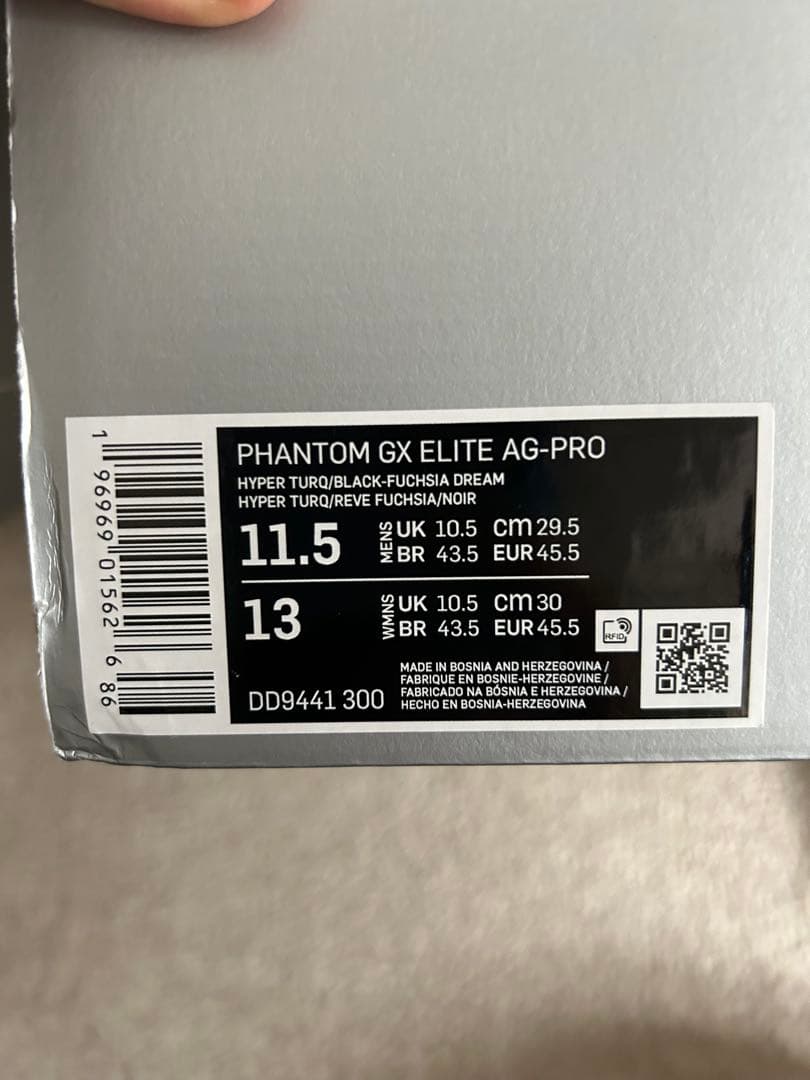 1 96969 01562 6 86
PHANTOM GX ELITE AG-PRO
HYPER TURQ/BLACK-FUCHSIA DREAM
HYPER TURQ/REVE FUCHSIA/NOIR
11.5 MENS UK 10.5 cm 29.5
BR 43.5 EUR 45.5
13 WMNS UK 10.5 cm 30
BR 43.5 EUR 45.5
RFID
MADE IN BOSNIA AND HERZEGOVINA /
FABRIQUE EN BOSNIE-HERZEGOVINE /
FABRICADO NA BÓSNIA E HERZEGOVINA /
HECHO EN BOSNIA-HERZEGOVINA
DD9441 300